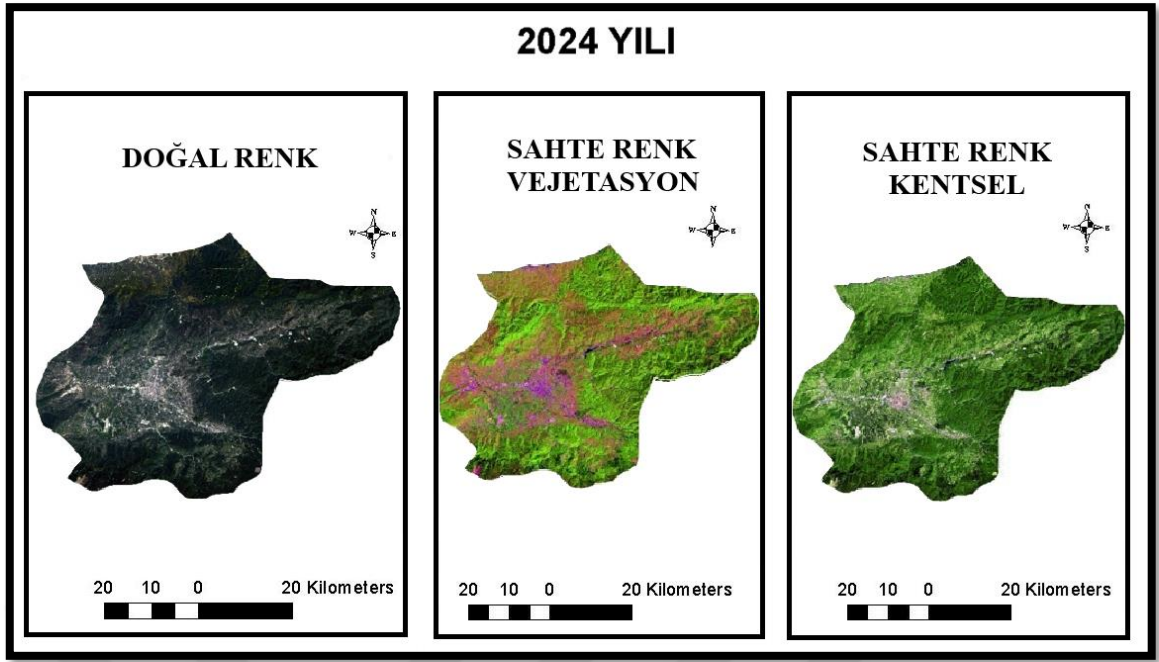 2024 YILI
DOĞAL RENK
N
W E
S
20 10 0 20 Kilometers
SAHTE RENK
VEJETASYON
N
W E
S
20 10 0 20 Kilometers
SAHTE RENK
KENTSEL
N
W E
S
20 10 0 20 Kilometers